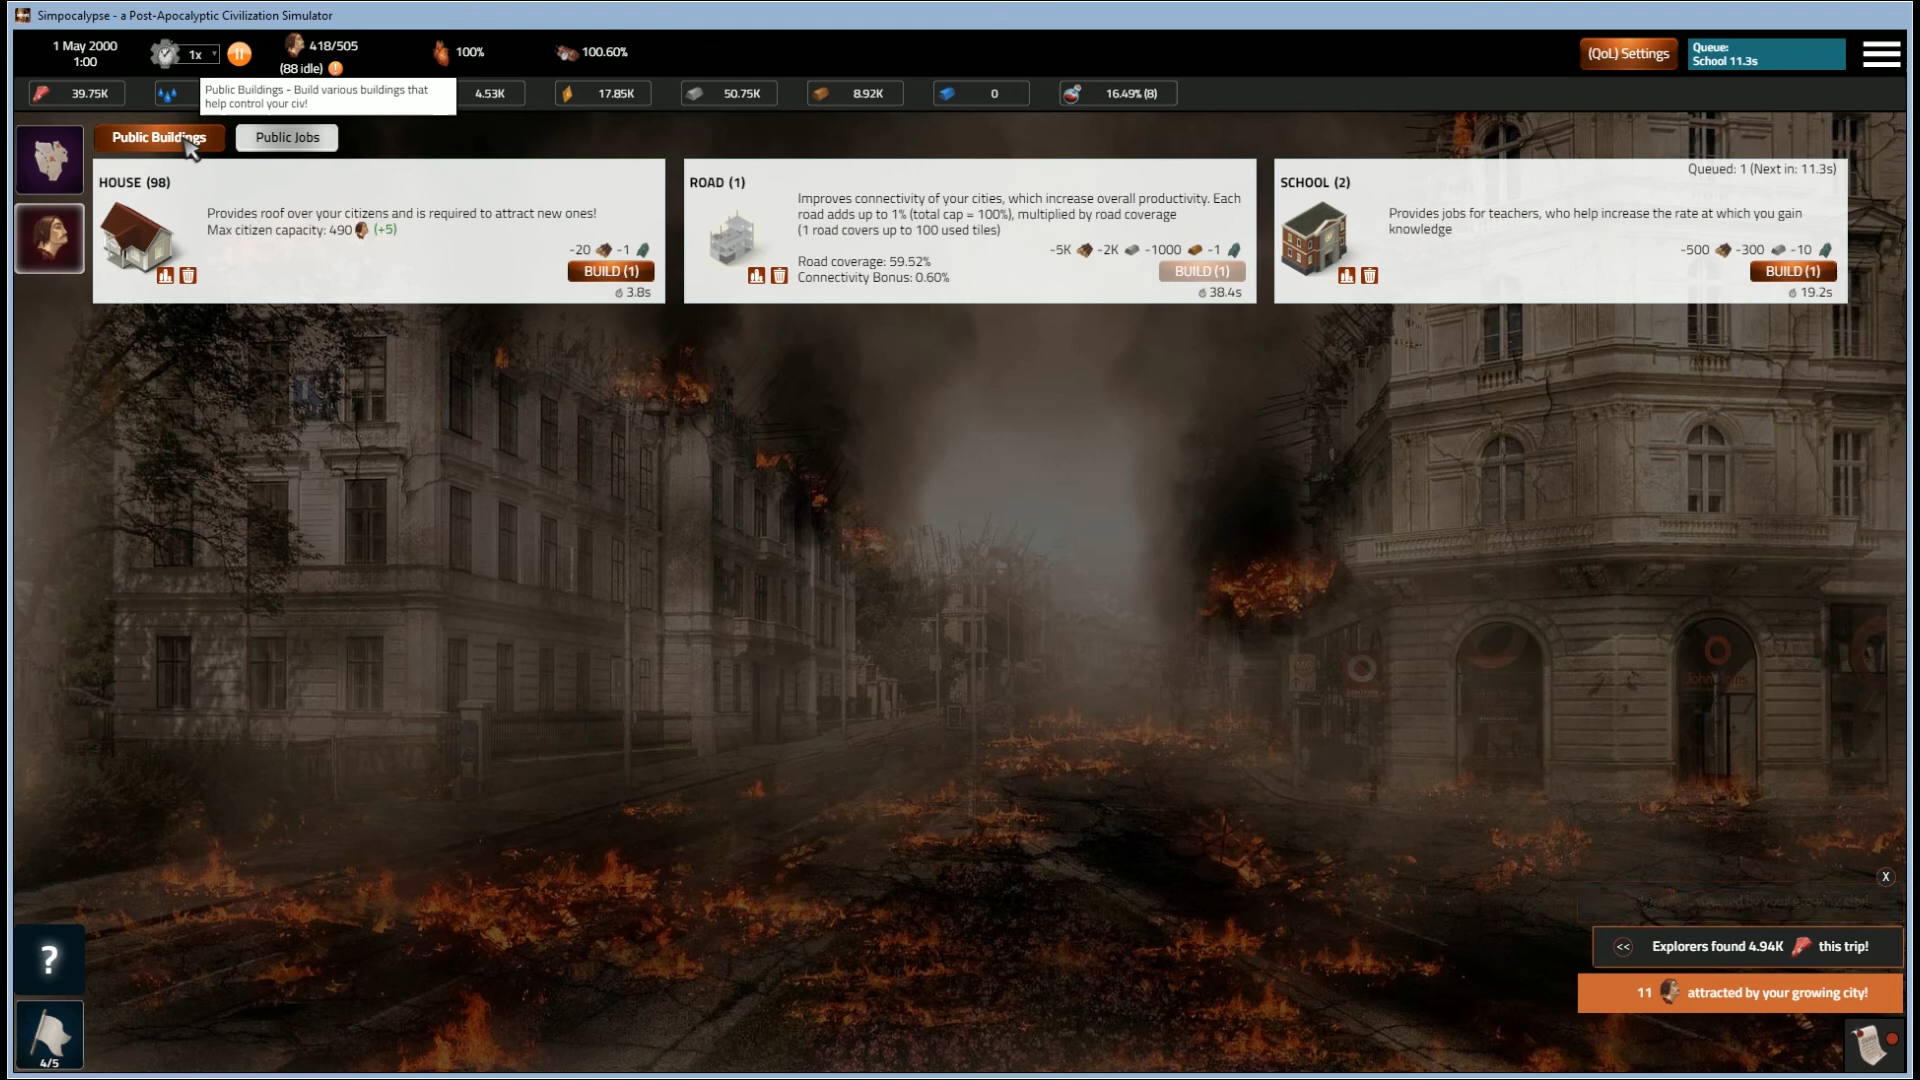 Simpocalypse - a Post-Apocalyptic Civilization Simulator
1 May 2000
1:00
1x
418/505
(88 idle)
100%
100.60%
(QoL) Settings
Queue:
School 11.3s
39.75K
4.53K
17.85K
50.75K
8.92K
0
16.49% (8)
Public Buildings - Build various buildings that
help control your civ!
Public Buildings
Public Jobs
HOUSE (98)
Provides roof over your citizens and is required to attract new ones!
Max citizen capacity: 490 (+5)
-20 -1
BUILD (1)
3.8s
ROAD (1)
Improves connectivity of your cities, which increase overall productivity. Each
road adds up to 1% (total cap = 100%), multiplied by road coverage
(1 road covers up to 100 used tiles)
-5K -2K -1000 -1
Road coverage: 59.52%
Connectivity Bonus: 0.60%
BUILD (1)
38.4s
Queued: 1 (Next in: 11.3s)
SCHOOL (2)
Provides jobs for teachers, who help increase the rate at which you gain
knowledge
-500 -300 -10
BUILD (1)
19.2s
X
<< Explorers found 4.94K this trip!
11 attracted by your growing city!
?
4/5